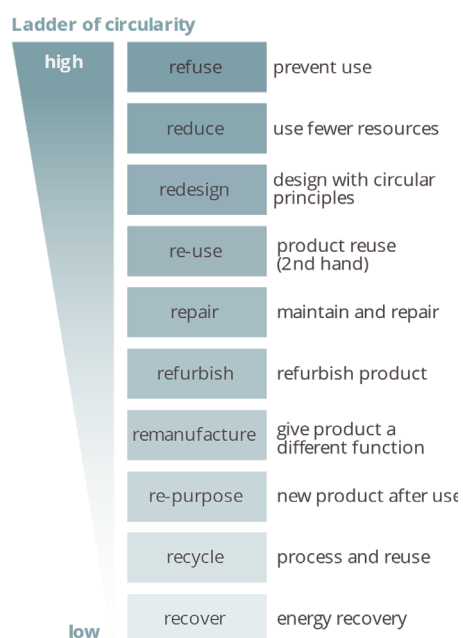 Ladder of circularity
high
refuse prevent use
reduce use fewer resources
redesign design with circular
principles
re-use product reuse
(2nd hand)
repair maintain and repair
refurbish refurbish product
remanufacture give product a
different function
re-purpose new product after use
recycle process and reuse
recover energy recovery
low